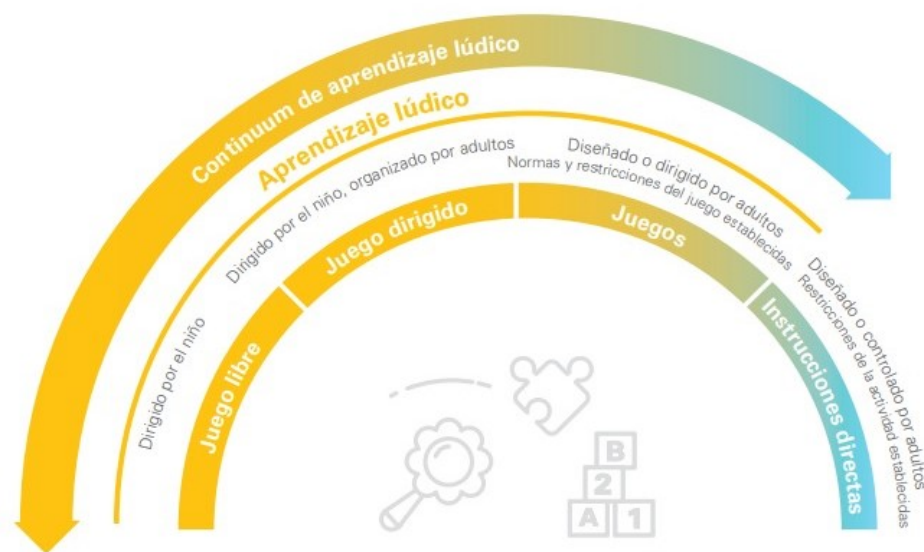 Continuum de aprendizaje lúdico
Aprendizaje lúdico
Dirigido por el niño
Dirigido por el niño, organizado por adultos
Diseñado o dirigido por adultos
Normas y restricciones del juego establecidas
Diseñado o controlado por adultos
Restricciones de la actividad establecidas
Juego libre
Juego dirigido
Juegos
Instrucciones directas
B
2
A 1